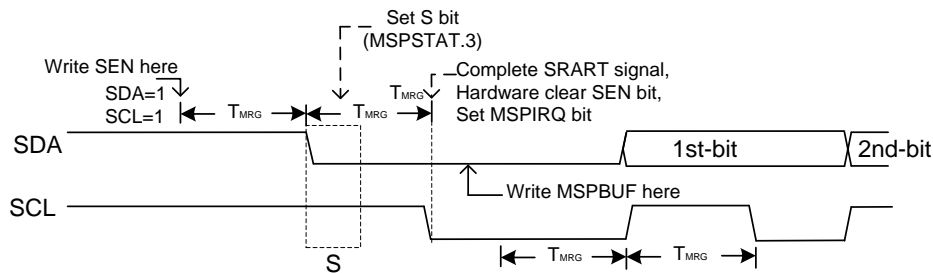 Set S bit
(MSPSTAT.3)
Write SEN here
SDA=1
SCL=1
TMRG
TMRG
TMRG
Complete SRART signal,
Hardware clear SEN bit,
Set MSPIRQ bit
SDA
1st-bit
2nd-bit
Write MSPBUF here
SCL
TMRG
TMRG
S